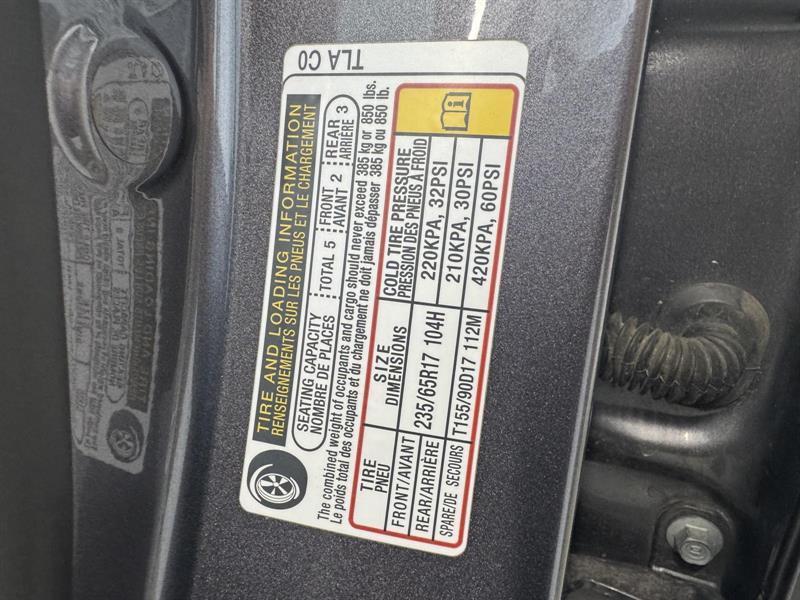 TLA C0
TIRE AND LOADING INFORMATION
RENSEIGNEMENTS SUR LES PNEUS ET LE CHARGEMENT
SEATING CAPACITY
NOMBRE DE PLACES
TOTAL 5
FRONT 2
AVANT
REAR 3
ARRIÈRE
The combined weight of occupants and cargo should never exceed 385 kg or 850 lbs.
Le poids total des occupants et du chargement ne doit jamais dépasser 385 kg ou 850 lb.
TIRE
PNEU
SIZE
DIMENSIONS
COLD TIRE PRESSURE
PRESSION DES PNEUS À FROID
FRONT/AVANT
235/65R17 104H
220KPA, 32PSI
REAR/ARRIÈRE
210KPA, 30PSI
SPARE/DE SECOURS
T155/90D17 112M
420KPA, 60PSI